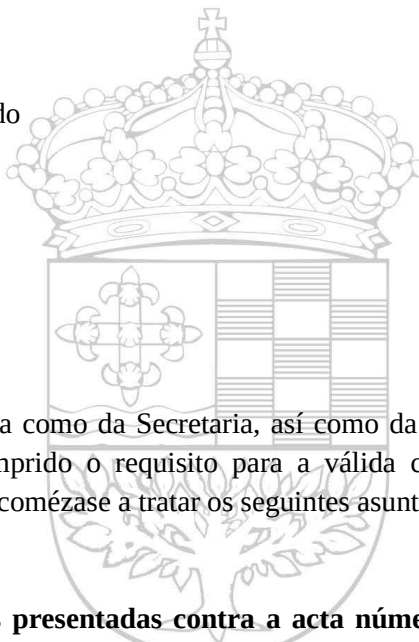 do
a como da Secretaria, así como da
mprido o requisito para a válida c
comézase a tratar os seguintes asunt
s presentadas contra a acta núme